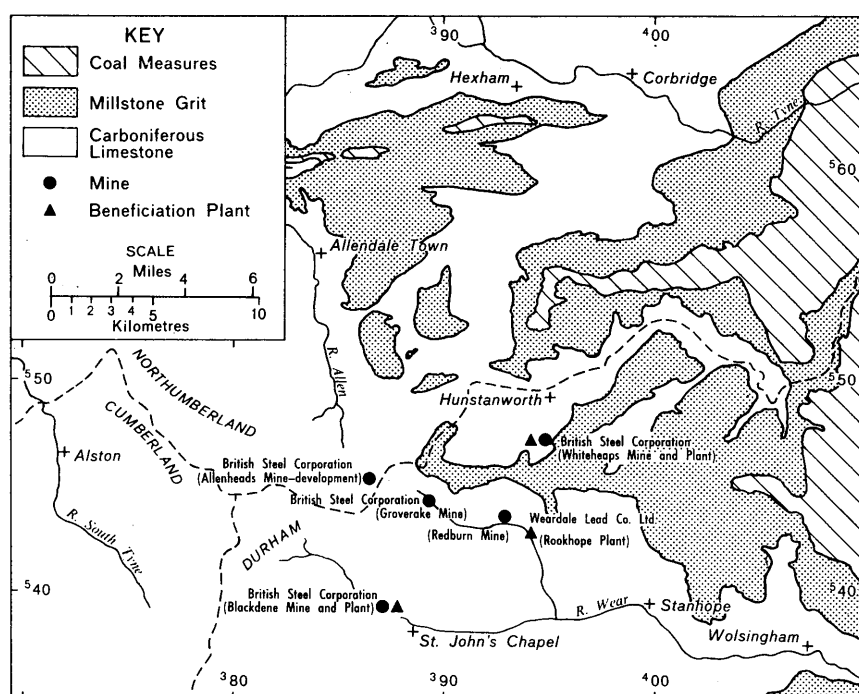 KEY
Coal Measures
Millstone Grit
Carboniferous
Limestone
Mine
Beneficiation Plant
SCALE
Miles
0 2 4 6
0 1 2 3 4 5 10
Kilometres
390
400
Hexham
Corbridge
R. Tyne
560
Allendale Town
R. Allen
550
550
NORTHUMBERLAND
CUMBERLAND
Hunstanworth
Alston
British Steel Corporation
(Whiteheaps Mine and Plant)
British Steel Corporation
(Allenheads Mine–development)
British Steel Corporation
(Groverake Mine)
Weardale Lead Co. Ltd.
(Redburn Mine)
(Rookhope Plant)
R. South Tyne
DURHAM
540
540
British Steel Corporation
(Blackdene Mine and Plant)
R. Wear
Stanhope
St. John's Chapel
Wolsingham
380
390
400